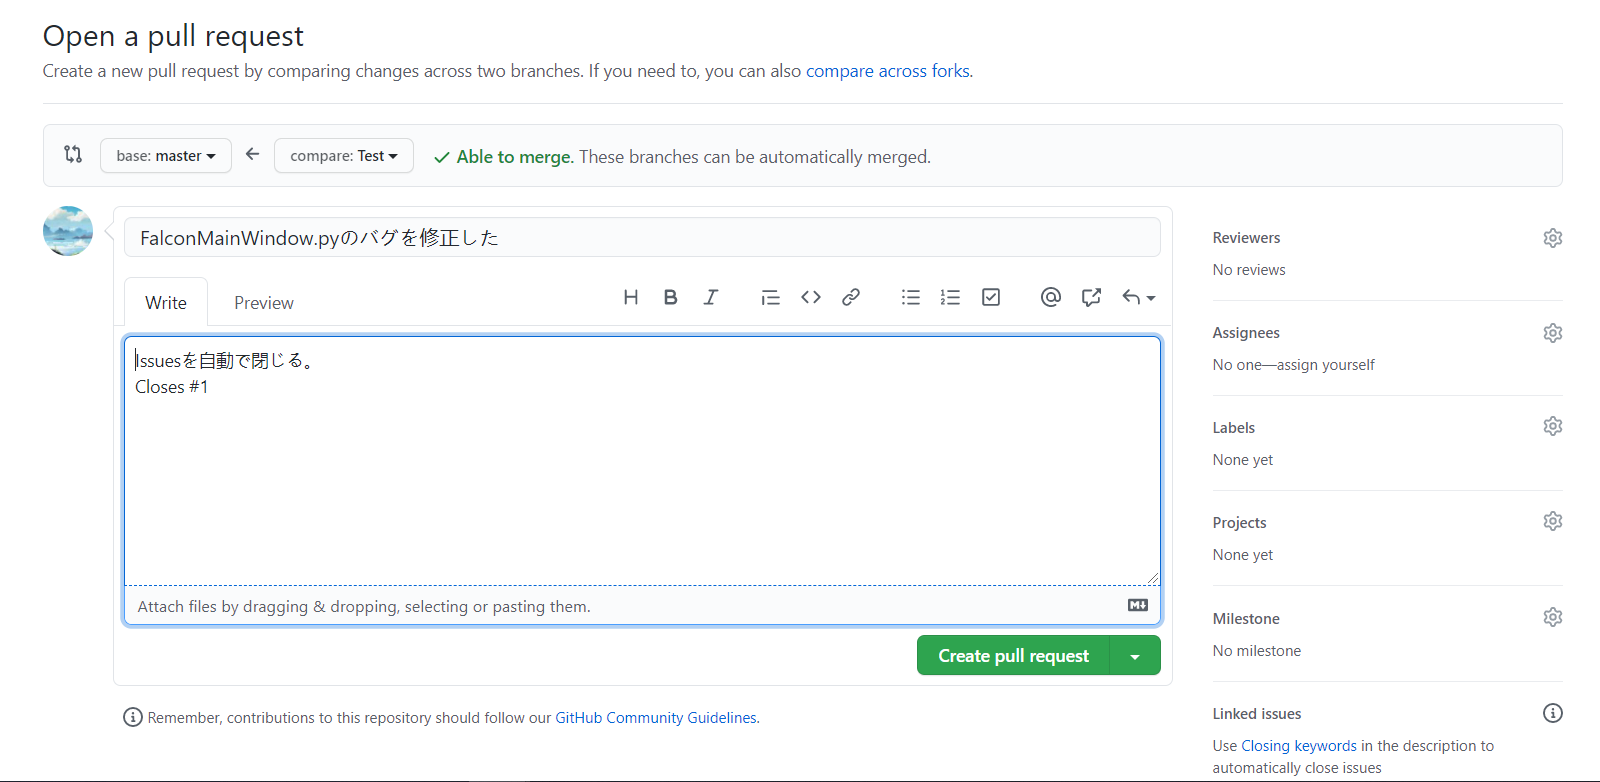 Open a pull request
Create a new pull request by comparing changes across two branches. If you need to, you can also compare across forks.
base: master
compare: Test
Able to merge. These branches can be automatically merged.
FalconMainWindow.pyのバグを修正した
Write
Preview
Issuesを自動で閉じる。
Closes #1
Attach files by dragging & dropping, selecting or pasting them.
Create pull request
Remember, contributions to this repository should follow our GitHub Community Guidelines.
Reviewers
No reviews
Assignees
No one—assign yourself
Labels
None yet
Projects
None yet
Milestone
No milestone
Linked issues
Use Closing keywords in the description to
automatically close issues